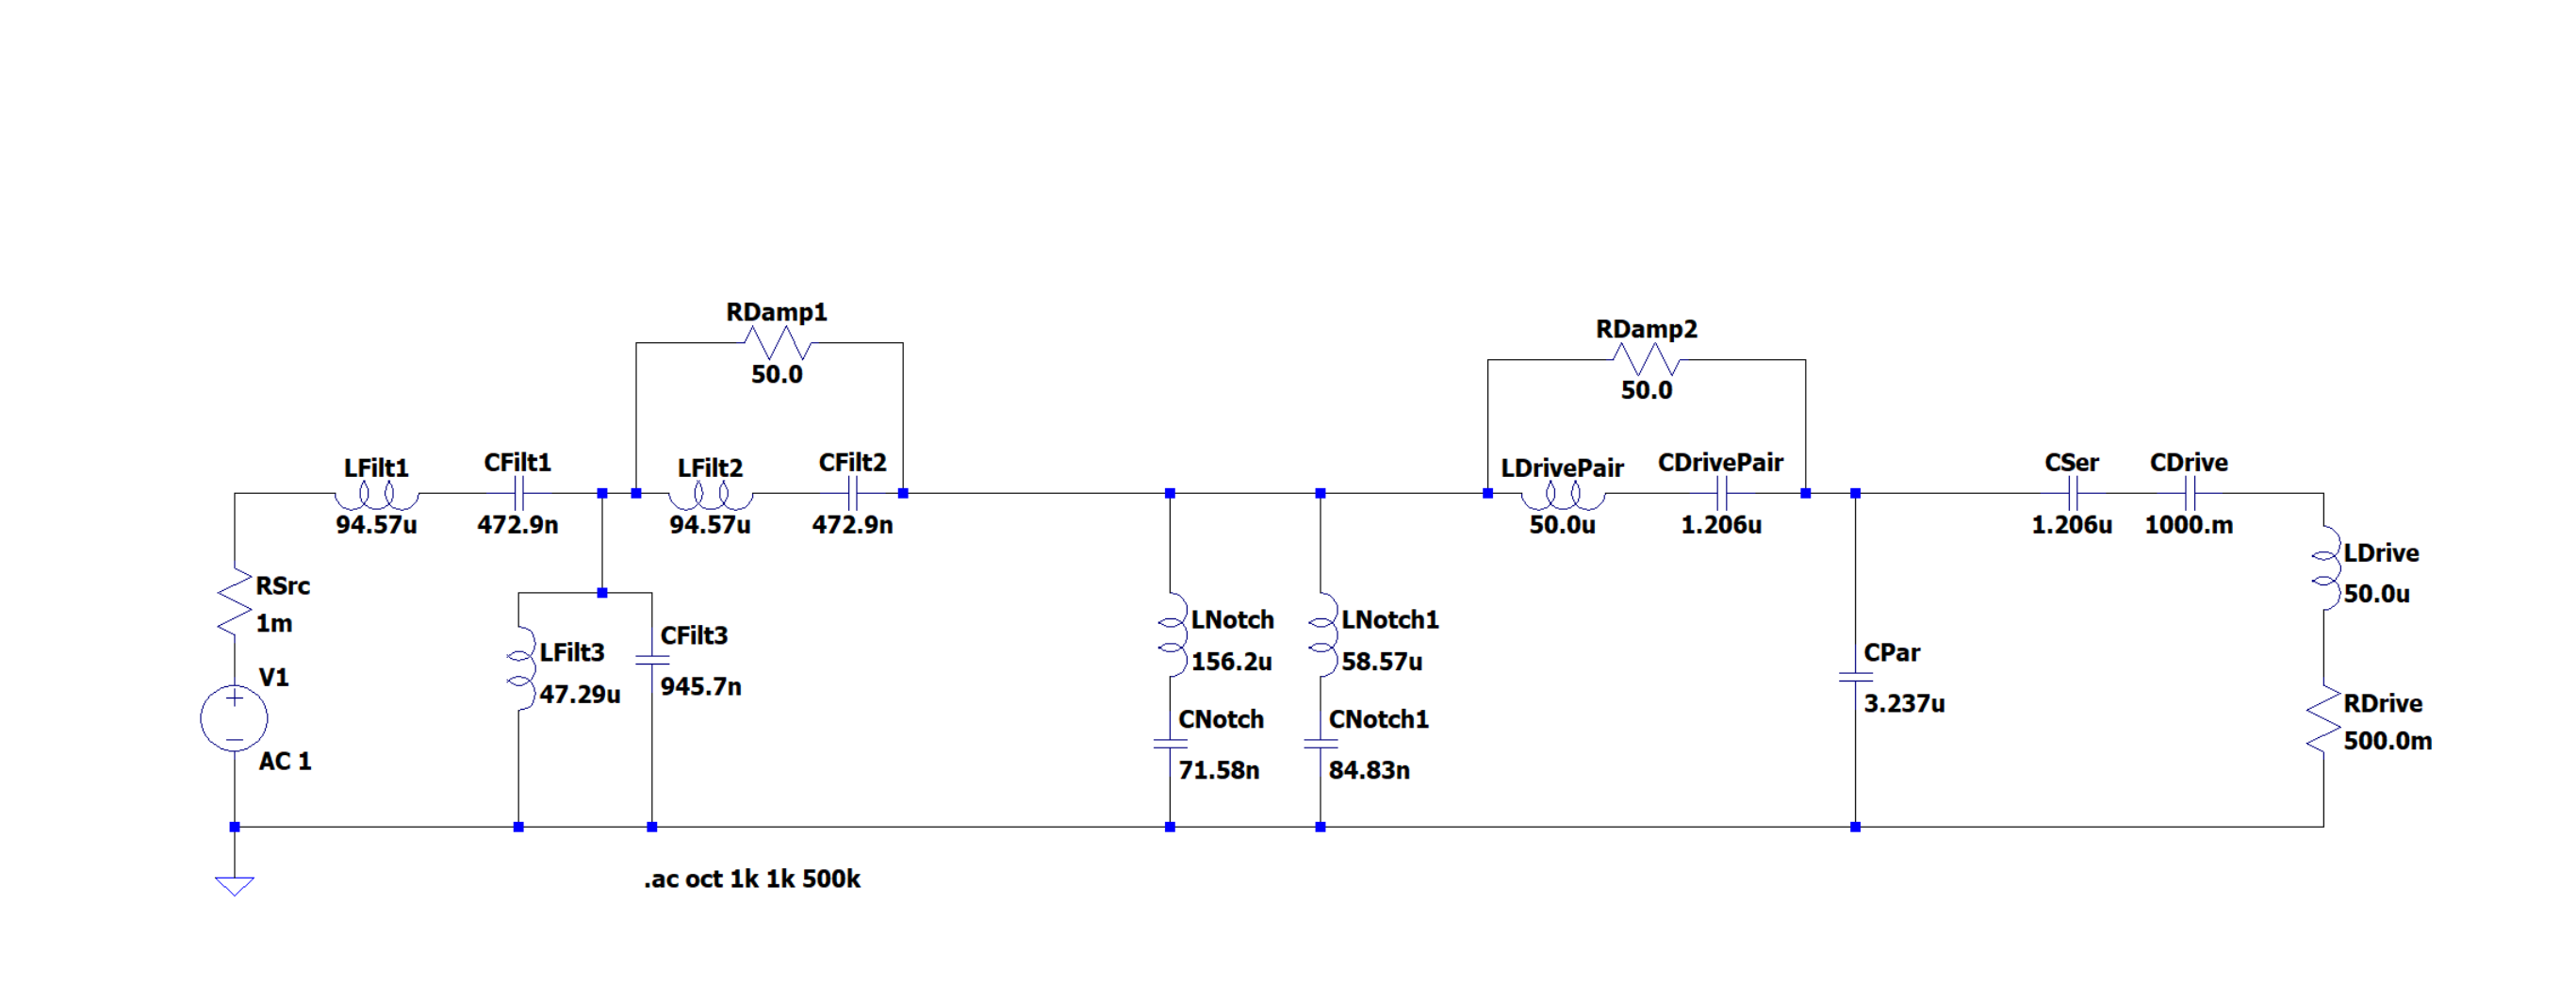 RDamp1
50.0
RDamp2
50.0
LFilt1
94.57u
CFilt1
472.9n
LFilt2
94.57u
CFilt2
472.9n
LDrivePair
50.0u
CDrivePair
1.206u
CSer
1.206u
CDrive
1000.m
RSrc
1m
V1
+
−
AC 1
LFilt3
47.29u
CFilt3
945.7n
LNotch
156.2u
CNotch
71.58n
LNotch1
58.57u
CNotch1
84.83n
CPar
3.237u
LDrive
50.0u
RDrive
500.0m
.ac oct 1k 1k 500k